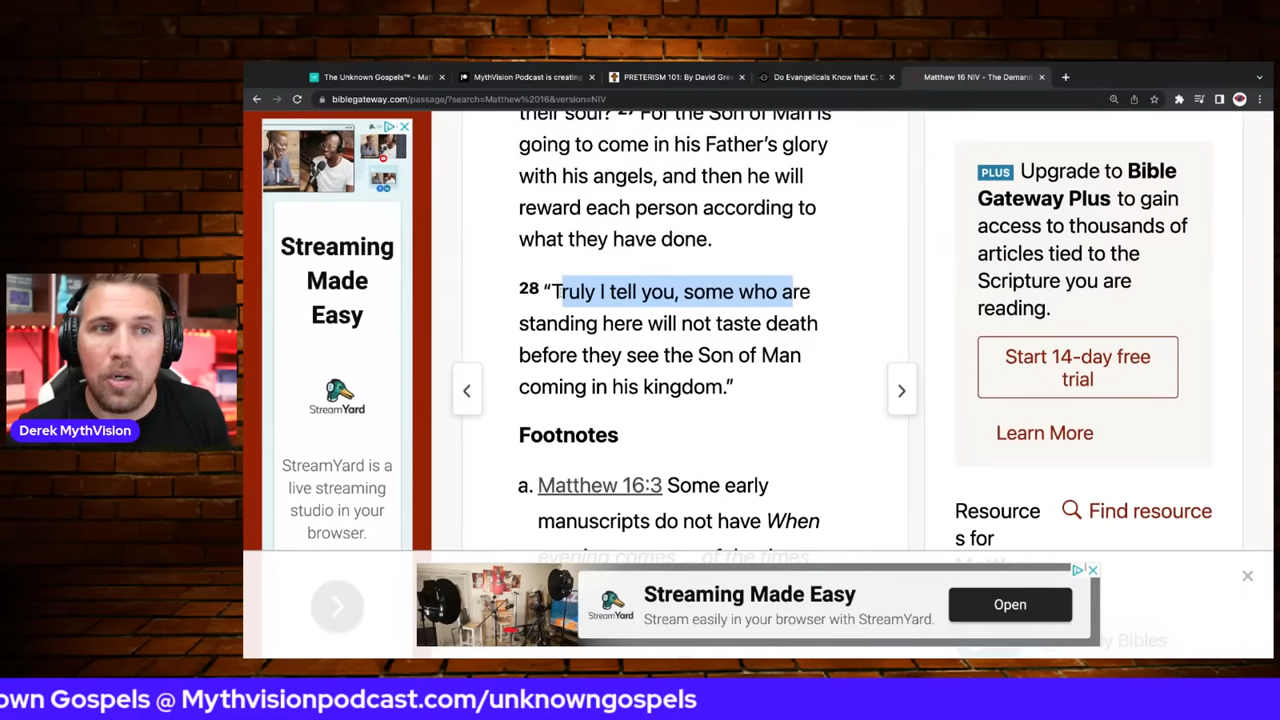 The Unknown Gospels™ - Mat
MythVision Podcast is creating
PRETERISM 101: By David Gre
Do Evangelicals Know that C. S
Matthew 16 NIV - The Demand
biblegateway.com/passage/?search=Matthew%2016&version=NIV
their soul? 27 For the Son of Man is
going to come in his Father's glory
with his angels, and then he will
reward each person according to
what they have done.
28 “Truly I tell you, some who are
standing here will not taste death
before they see the Son of Man
coming in his kingdom.”
Footnotes
a. Matthew 16:3 Some early
manuscripts do not have When
evening comes … of the times.
Streaming
Made
Easy
StreamYard
StreamYard is a
live streaming
studio in your
browser.
PLUS Upgrade to Bible
Gateway Plus to gain
access to thousands of
articles tied to the
Scripture you are
reading.
Start 14-day free
trial
Learn More
Resource
s for
Find resource
Bibles
StreamYard
Streaming Made Easy
Stream easily in your browser with StreamYard.
Open
Derek MythVision
own Gospels @ Mythvisionpodcast.com/unknowngospels